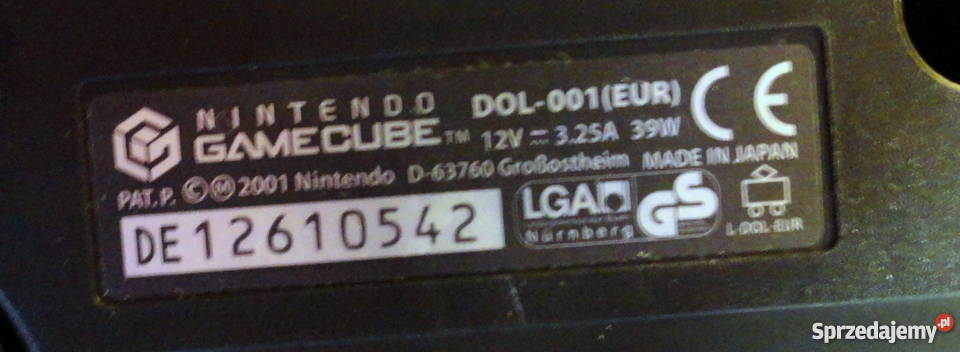 NINTENDO
GAMECUBE™
DOL-001(EUR)
12V ⎓ 3.25A 39W
CE
PAT. P. ©Ⓜ 2001 Nintendo D-63760 Großostheim MADE IN JAPAN
DE12610542
LGA
Nürnberg
GS
L-DOL-EUR
Sprzedajemy.pl